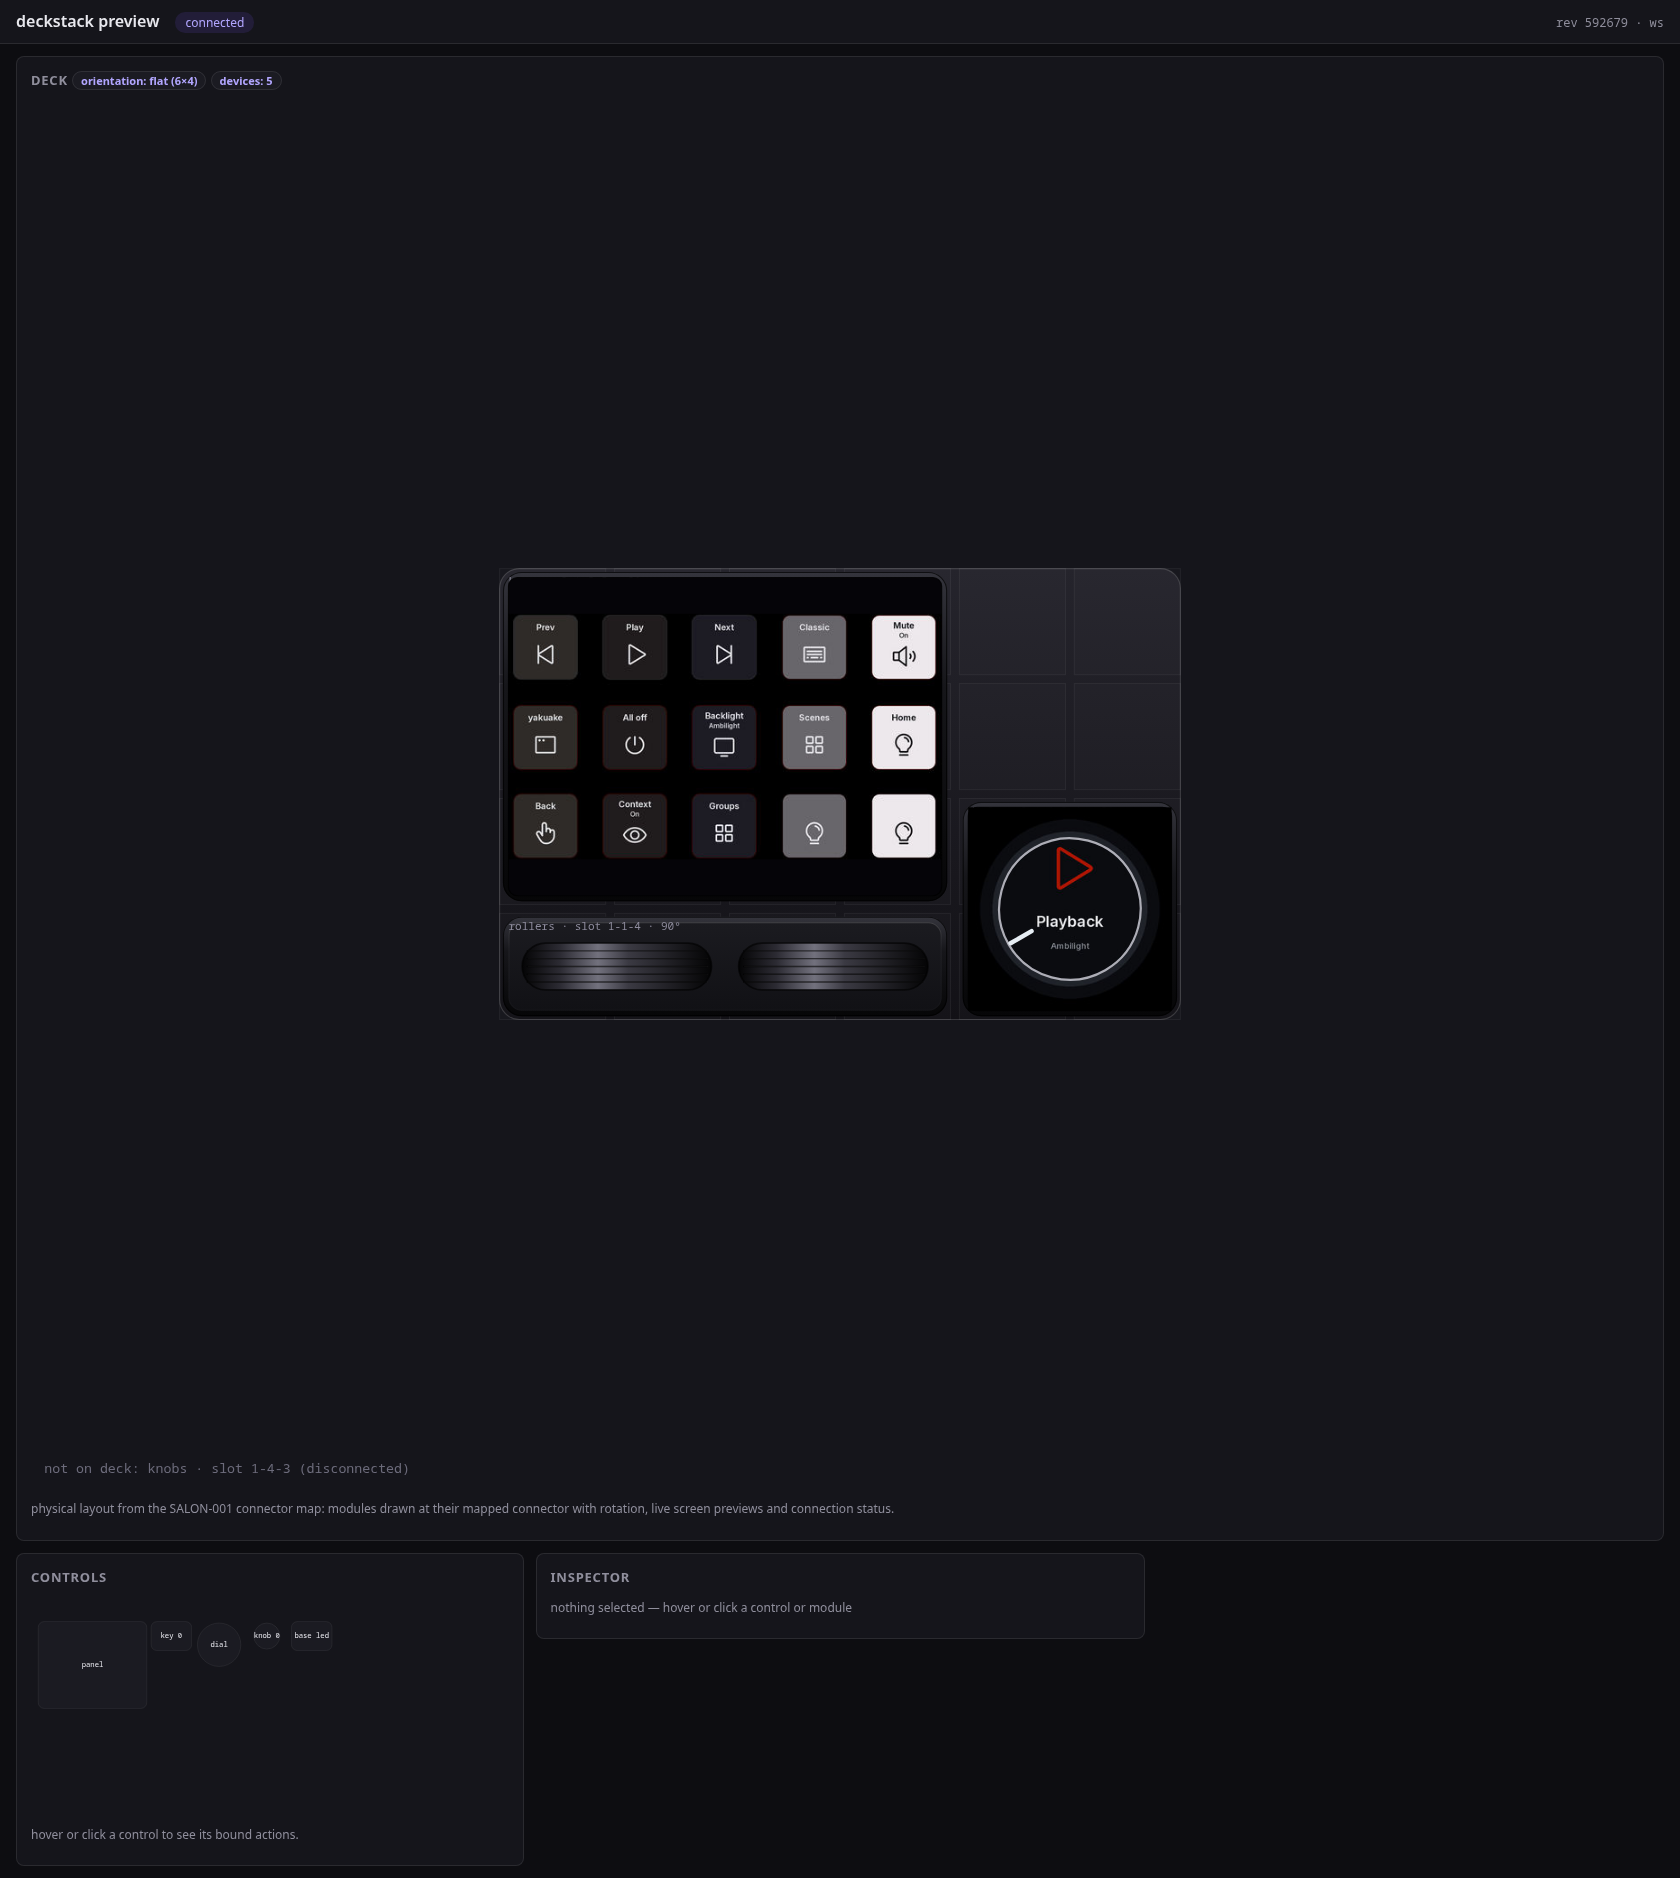 deckstack preview connected rev 592679 · ws
DECK orientation: flat (6×4) devices: 5
Prev Play Next Classic Mute
On
yakuake All off Backlight Scenes Home
Ambilight
Back Context Groups
On
Playback
Ambilight
rollers · slot 1-1-4 · 90°
not on deck: knobs · slot 1-4-3 (disconnected)
physical layout from the SALON-001 connector map: modules drawn at their mapped connector with rotation, live screen previews and connection status.
CONTROLS
panel
key 0
dial
knob 0
base led
hover or click a control to see its bound actions.
INSPECTOR
nothing selected — hover or click a control or module